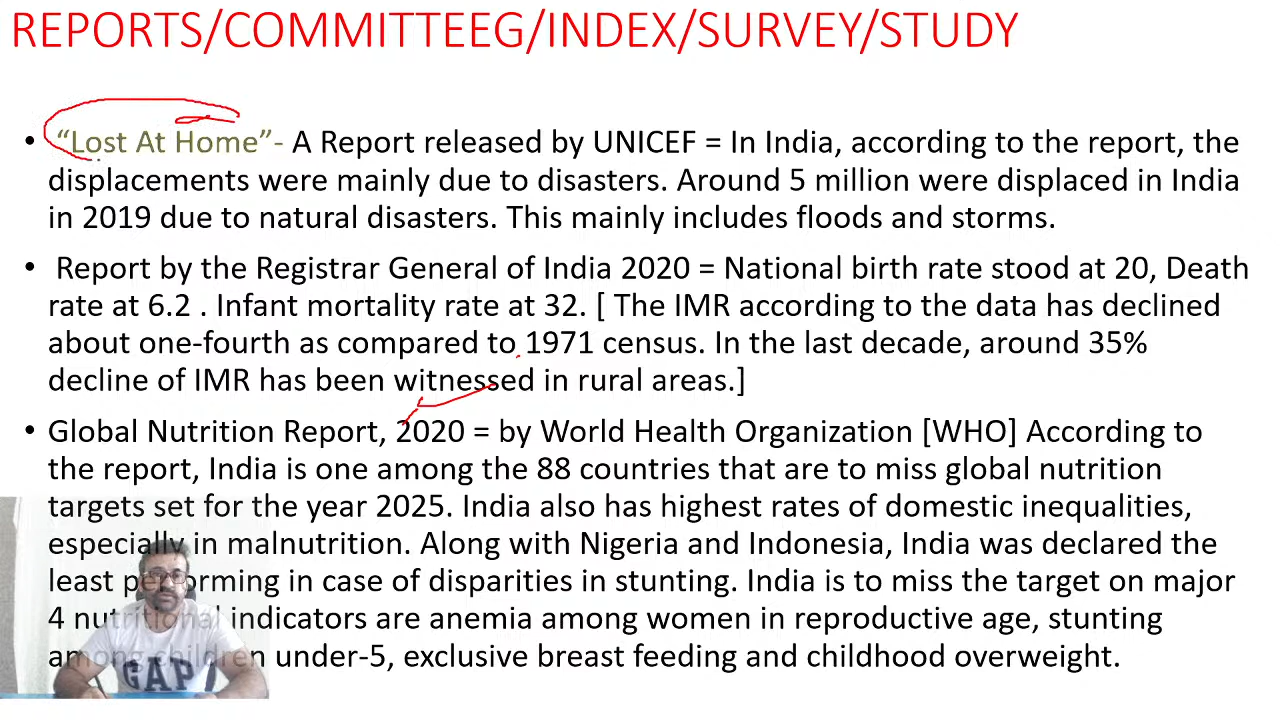 REPORTS/COMMITTEEG/INDEX/SURVEY/STUDY
• “Lost At Home”- A Report released by UNICEF = In India, according to the report, the
displacements were mainly due to disasters. Around 5 million were displaced in India
in 2019 due to natural disasters. This mainly includes floods and storms.
• Report by the Registrar General of India 2020 = National birth rate stood at 20, Death
rate at 6.2 . Infant mortality rate at 32. [ The IMR according to the data has declined
about one-fourth as compared to 1971 census. In the last decade, around 35%
decline of IMR has been witnessed in rural areas.]
• Global Nutrition Report, 2020 = by World Health Organization [WHO] According to
the report, India is one among the 88 countries that are to miss global nutrition
targets set for the year 2025. India also has highest rates of domestic inequalities,
especially in malnutrition. Along with Nigeria and Indonesia, India was declared the
least performing in case of disparities in stunting. India is to miss the target on major
4 nutritional indicators are anemia among women in reproductive age, stunting
among children under-5, exclusive breast feeding and childhood overweight.
GAP